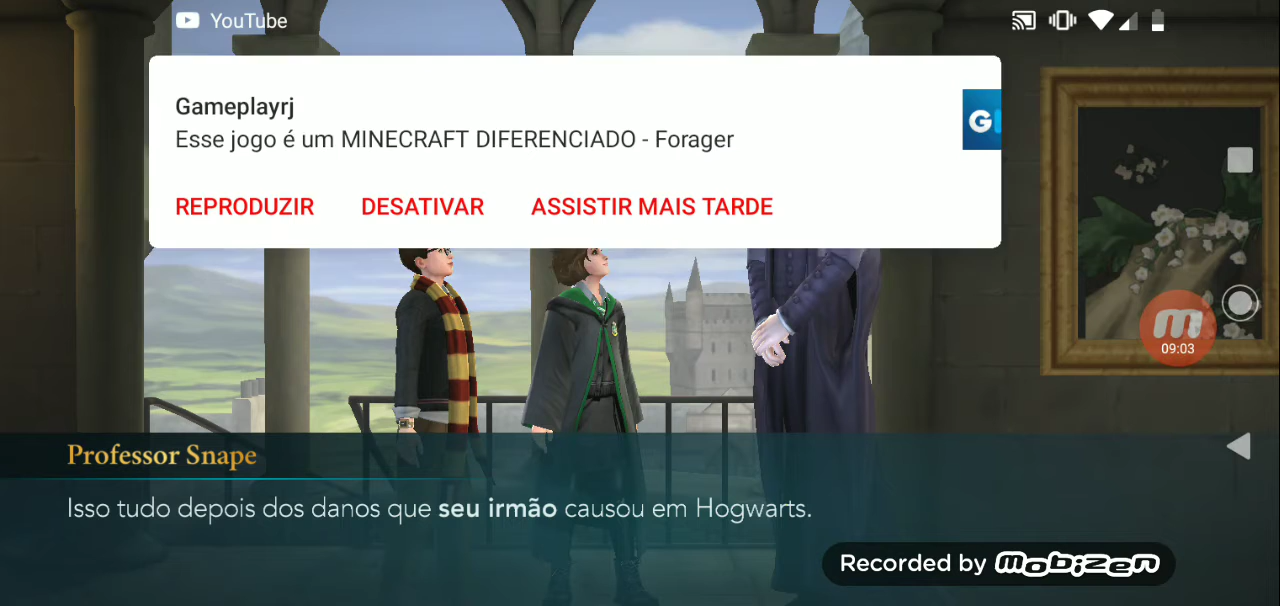 YouTube
Gameplayrj
Esse jogo é um MINECRAFT DIFERENCIADO - Forager
G
REPRODUZIR DESATIVAR ASSISTIR MAIS TARDE
09:03
Professor Snape
Isso tudo depois dos danos que seu irmão causou em Hogwarts.
Recorded by mobizen